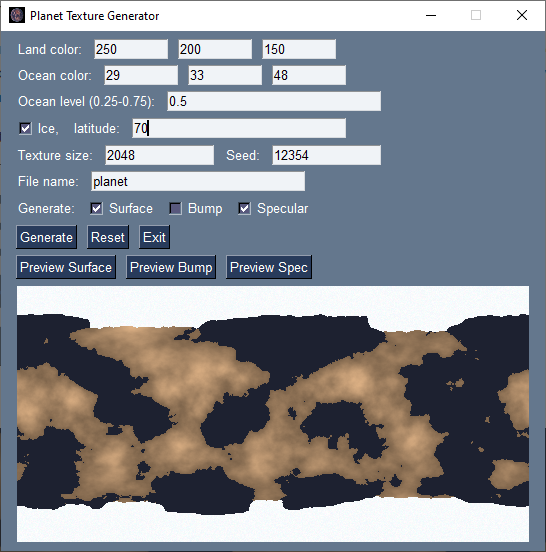 Planet Texture Generator
Land color: 250 200 150
Ocean color: 29 33 48
Ocean level (0.25-0.75): 0.5
Ice, latitude: 70
Texture size: 2048 Seed: 12354
File name: planet
Generate: Surface Bump Specular
Generate Reset Exit
Preview Surface Preview Bump Preview Spec